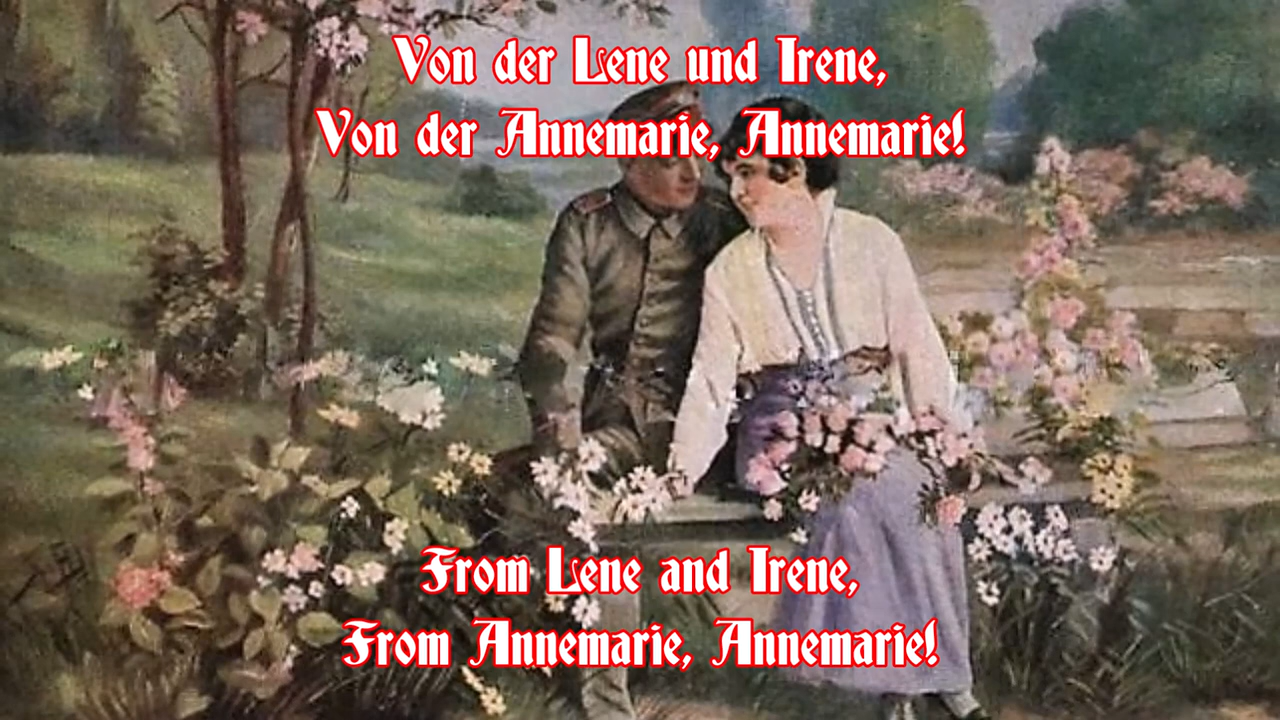 Von der Lene und Irene,
Von der Annemarie, Annemarie!
From Lene and Irene,
From Annemarie, Annemarie!